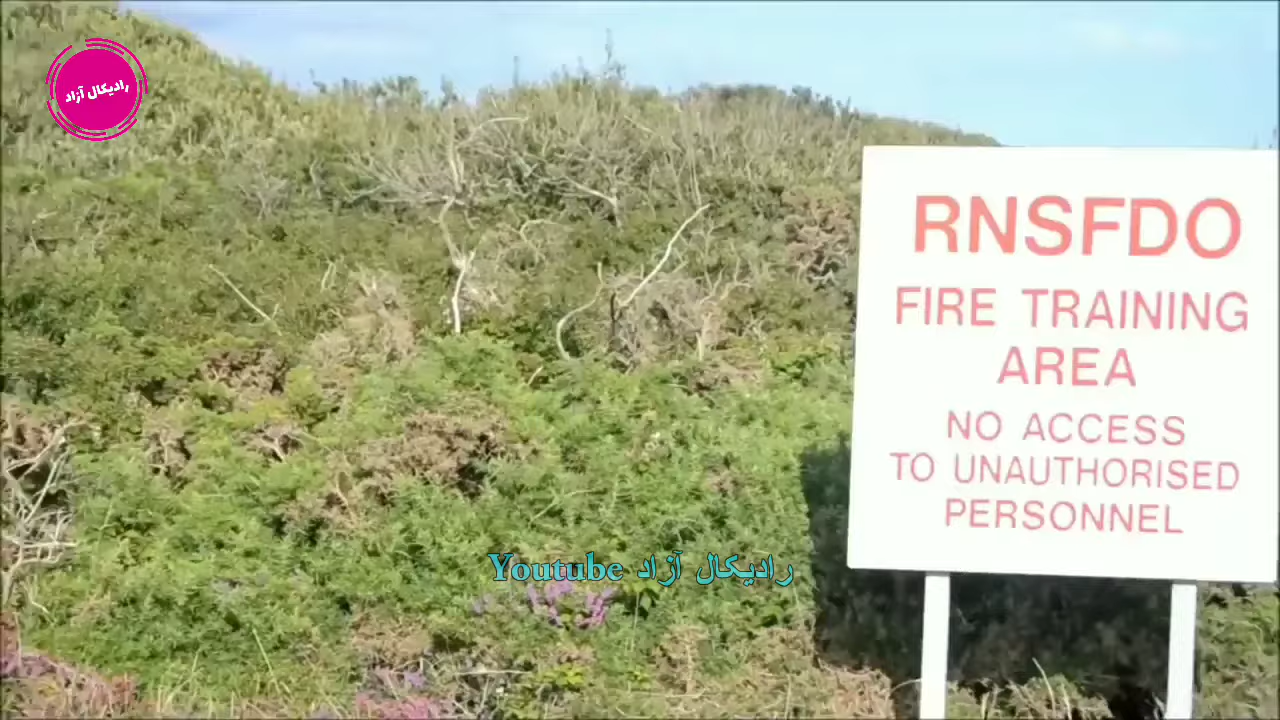 رادیکال آزاد
RNSFDO
FIRE TRAINING
AREA
NO ACCESS
TO UNAUTHORISED
PERSONNEL
Youtube رادیکال آزاد